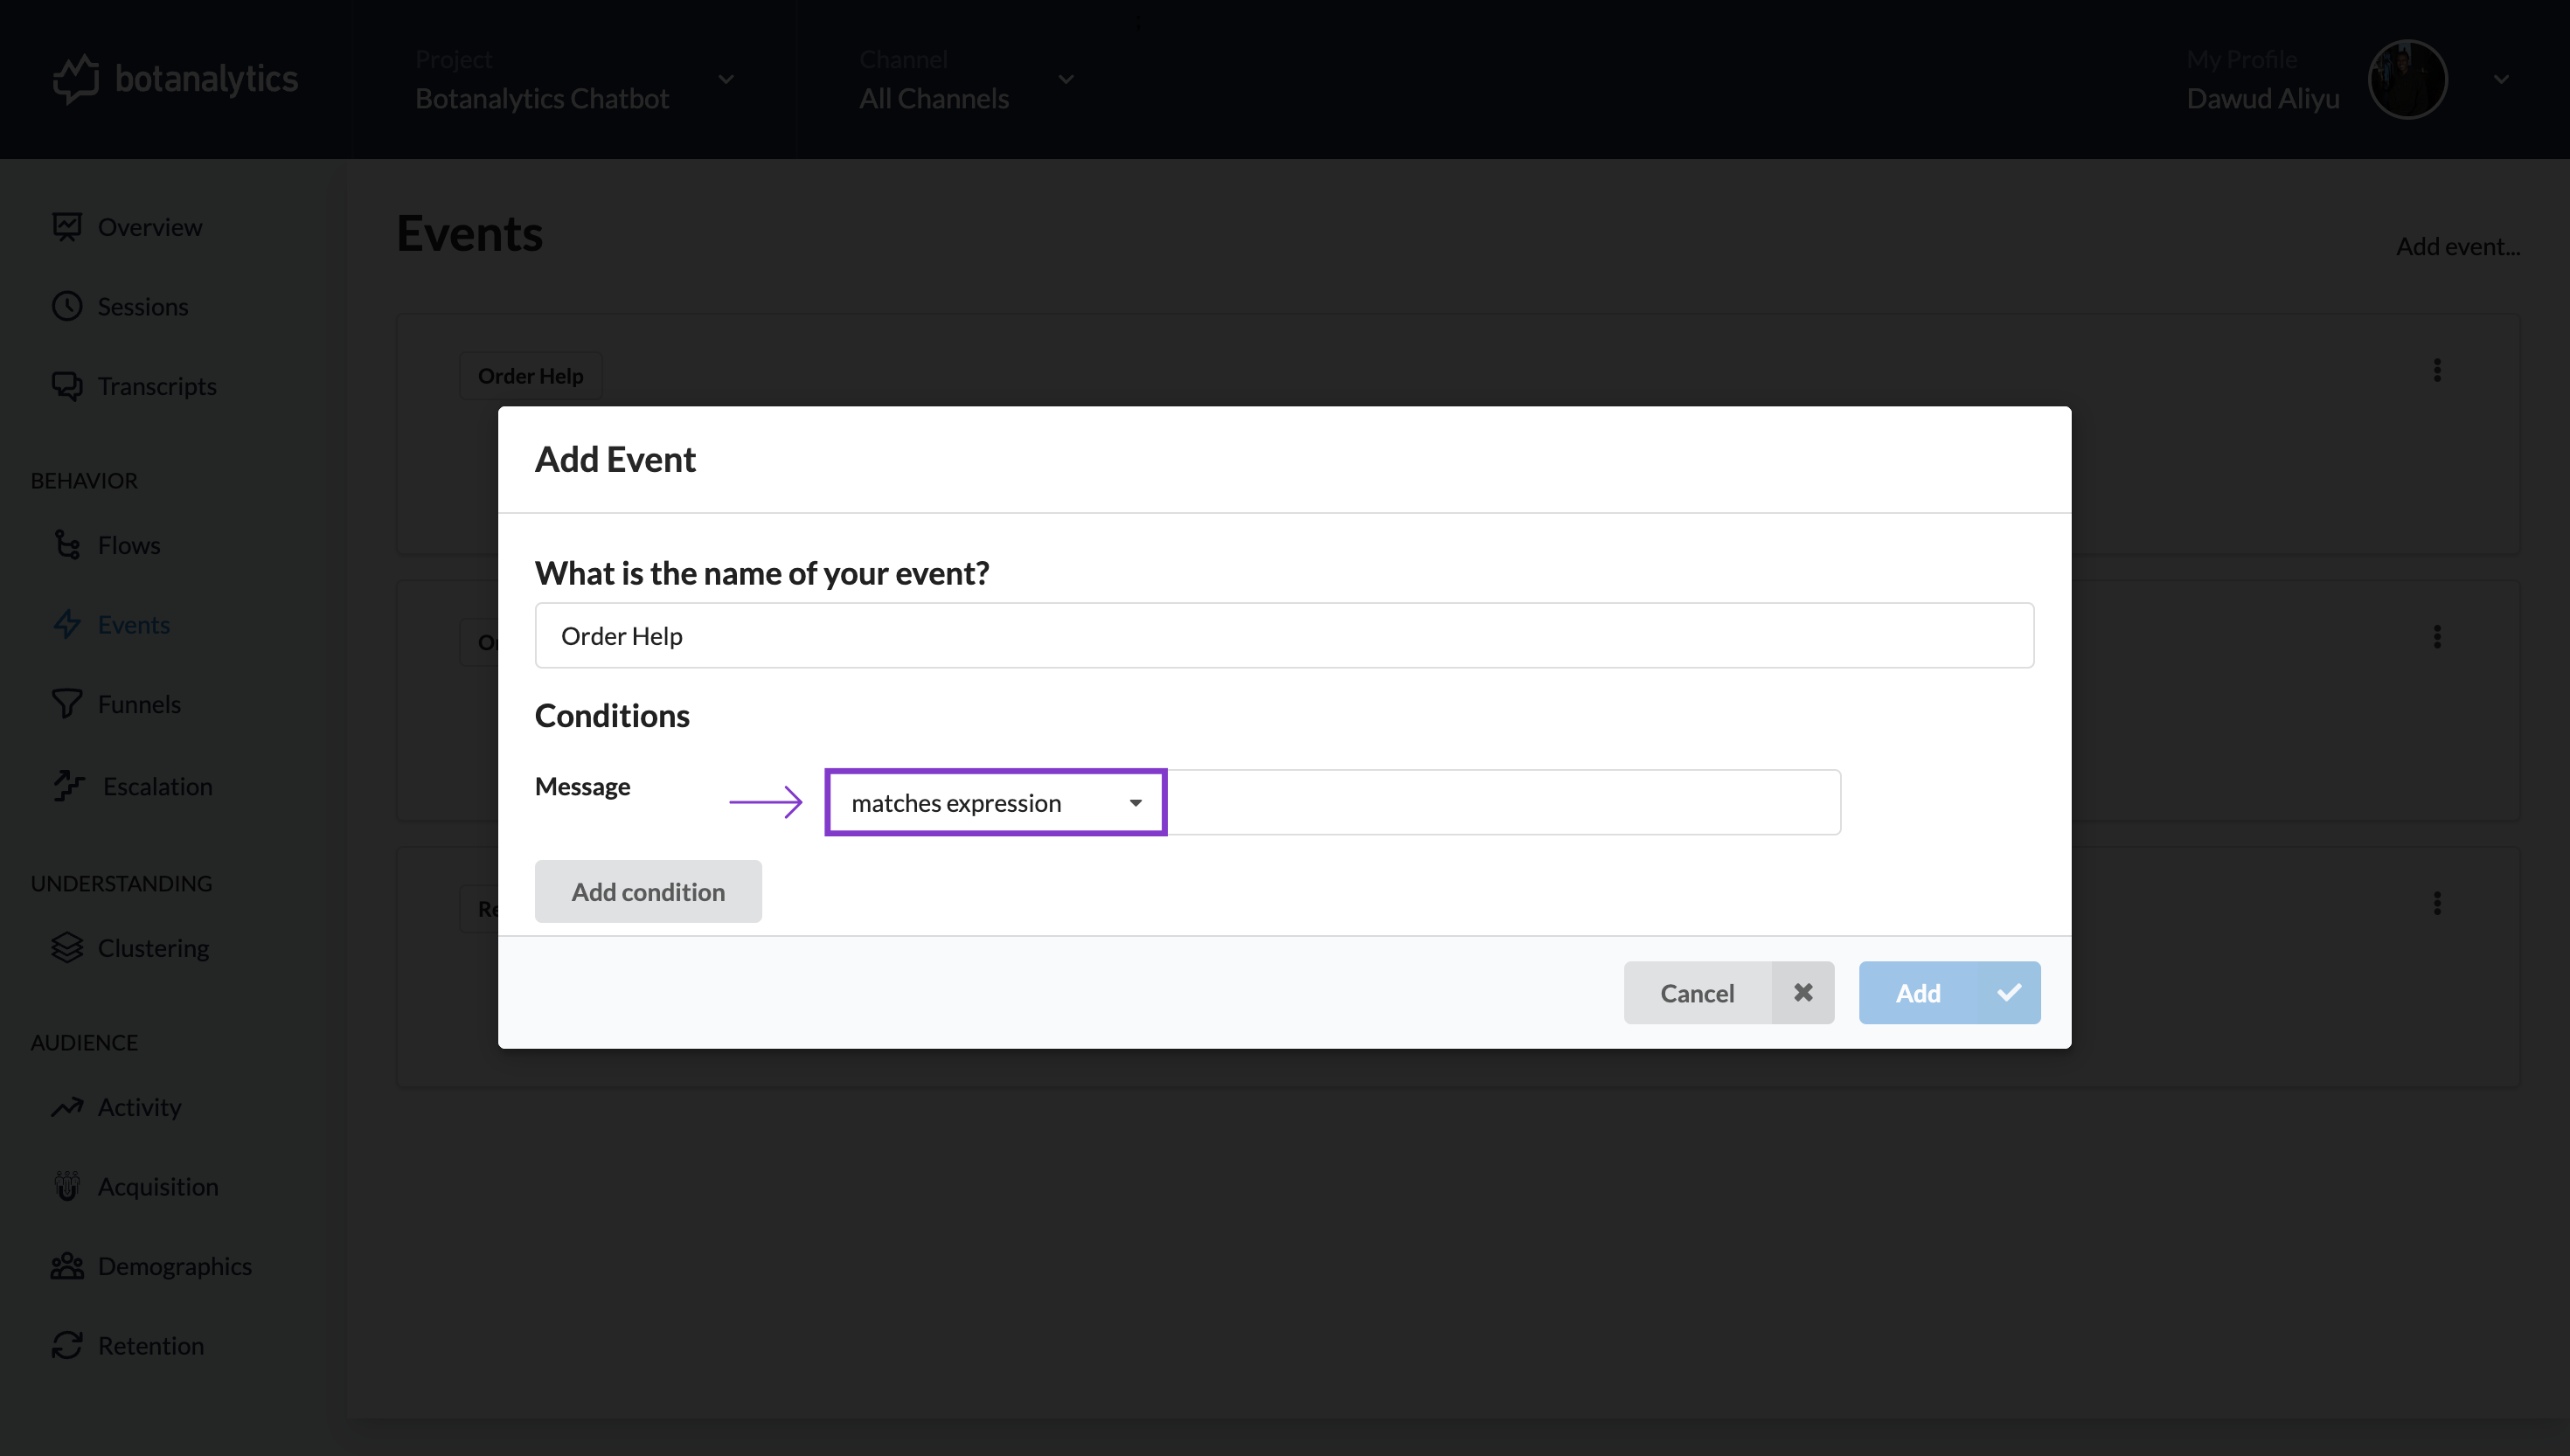 botanalytics
Project
Botanalytics Chatbot
Channel
All Channels
My Profile
Dawud Aliyu
Overview
Sessions
Transcripts
BEHAVIOR
Flows
Events
Funnels
Escalation
UNDERSTANDING
Clustering
AUDIENCE
Activity
Acquisition
Demographics
Retention
Events
Add event...
Order Help
Add Event
What is the name of your event?
Order Help
Conditions
Message
matches expression
Add condition
Cancel
Add